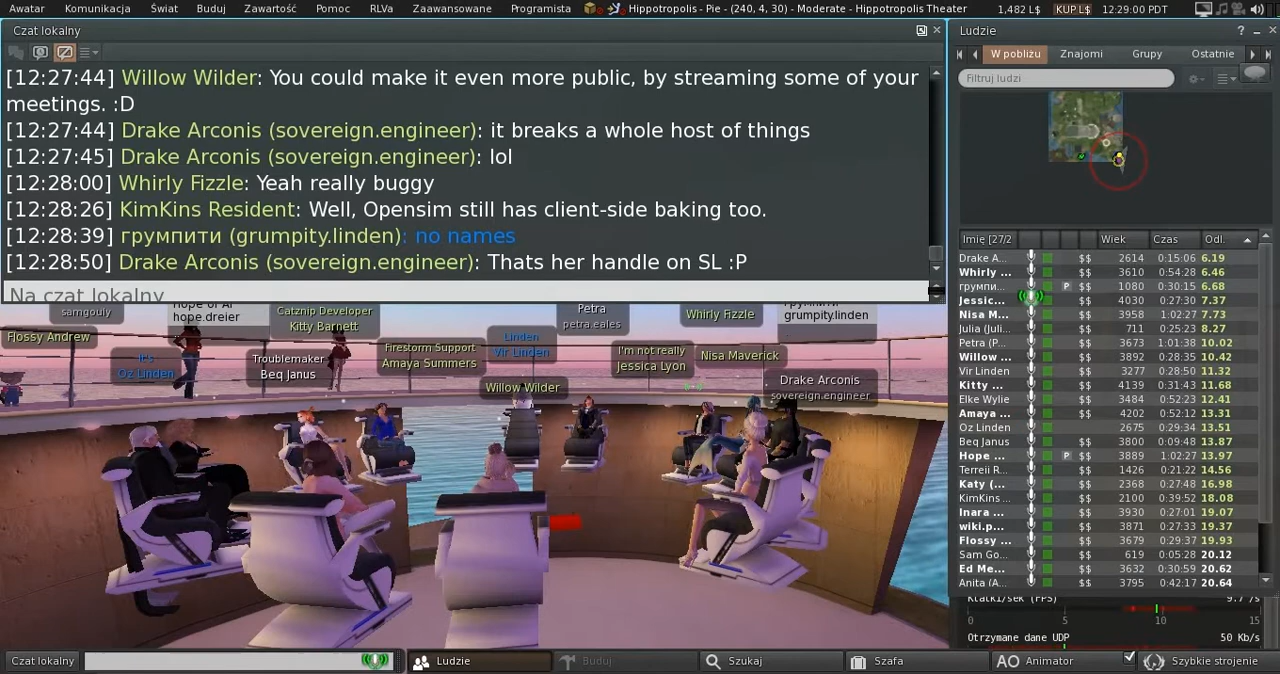 Awatar Komunikacja Świat Buduj Zawartość Pomoc RLVa Zaawansowane Programista Hippotropolis - Pie - (240, 4, 30) - Moderate - Hippotropolis Theater 1,482 L$ KUP L$ 12:29:00 PDT
Czat lokalny
[12:27:44] Willow Wilder: You could make it even more public, by streaming some of your
meetings. :D
[12:27:44] Drake Arconis (sovereign.engineer): it breaks a whole host of things
[12:27:45] Drake Arconis (sovereign.engineer): lol
[12:28:00] Whirly Fizzle: Yeah really buggy
[12:28:26] KimKins Resident: Well, Opensim still has client-side baking too.
[12:28:39] грумпити (grumpity.linden): no names
[12:28:50] Drake Arconis (sovereign.engineer): Thats her handle on SL :P
Na czat lokalny
samgouly
Hope of Ai
hope.dreier
Catznip Developer
Kitty Barnett
Petra
petra.eales
Whirly Fizzle
грумпити
grumpity.linden
Flossy Andrew
It's
Oz Linden
Troublemaker
Beq Janus
Firestorm Support
Amaya Summers
Linden
Vir Linden
I'm not really
Jessica Lyon
Nisa Maverick
Willow Wilder
Drake Arconis
sovereign.engineer
Ludzie
? _ ×
W pobliżu Znajomi Grupy Ostatnie
Filtruj ludzi
Imię [27/2 Wiek Czas Odl.
Drake A... $$ 2614 0:15:06 6.19
Whirly ... $$ 3610 0:54:28 6.46
грумпи... P $$ 1080 0:30:15 6.68
Jessic... $$ 4030 0:27:30 7.37
Nisa M... $$ 3958 1:02:27 7.73
Julia (Juli... $$ 711 0:25:23 8.27
Petra (P... $$ 3673 1:01:38 10.02
Willow ... $$ 3892 0:28:35 10.42
Vir Linden $$ 3277 0:28:50 11.32
Kitty ... $$ 4139 0:31:43 11.68
Elke Wylie $$ 3484 0:52:23 12.41
Amaya ... $$ 4202 0:52:12 13.31
Oz Linden 2675 0:29:34 13.51
Beq Janus $$ 3800 0:09:48 13.87
Hope ... P $$ 3889 1:02:27 13.97
Terreii R... $$ 1426 0:21:22 14.56
Katy (... $$ 2368 0:27:48 16.98
KimKins ... $$ 2100 0:39:52 18.08
Inara ... $$ 3930 0:27:01 19.07
wiki.p... $$ 3871 0:27:33 19.37
Flossy ... $$ 3679 0:29:37 19.93
Sam Go... $$ 619 0:05:28 20.12
Ed Me... $$ 3632 0:30:59 20.62
Anita (A... $$ 3795 0:42:17 20.64
Klatki/sek (FPS) 9.7 /s
0 5 10 15
Otrzymane dane UDP 50 Kb/s
Czat lokalny Ludzie Buduj Szukaj Szafa AO Animator Szybkie strojenie